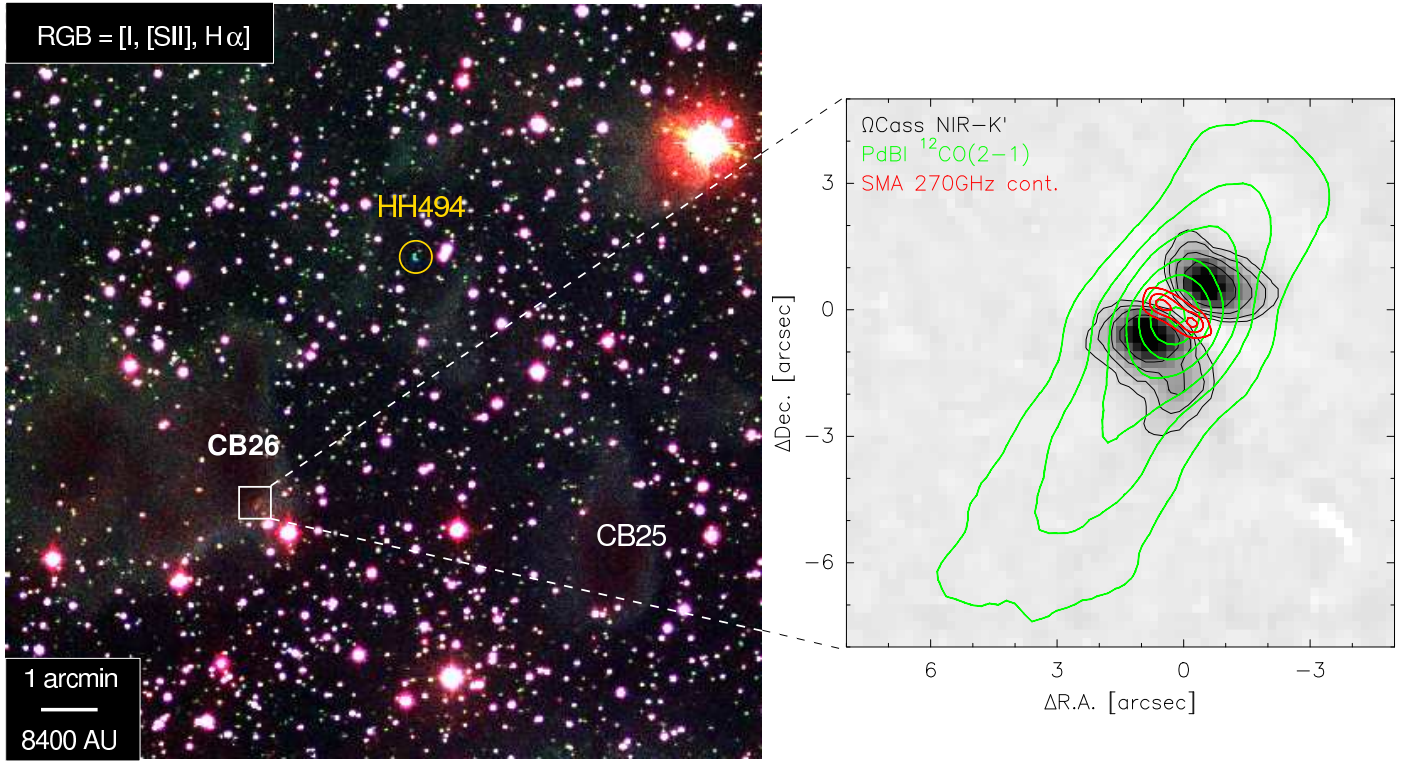 RGB = [I, [SII], Hα]
HH494
CB26
CB25
1 arcmin
8400 AU
ΩCass NIR-K'
PdBI ¹²CO(2-1)
SMA 270GHz cont.
ΔDec. [arcsec]
3
0
-3
-6
6
3
0
-3
ΔR.A. [arcsec]